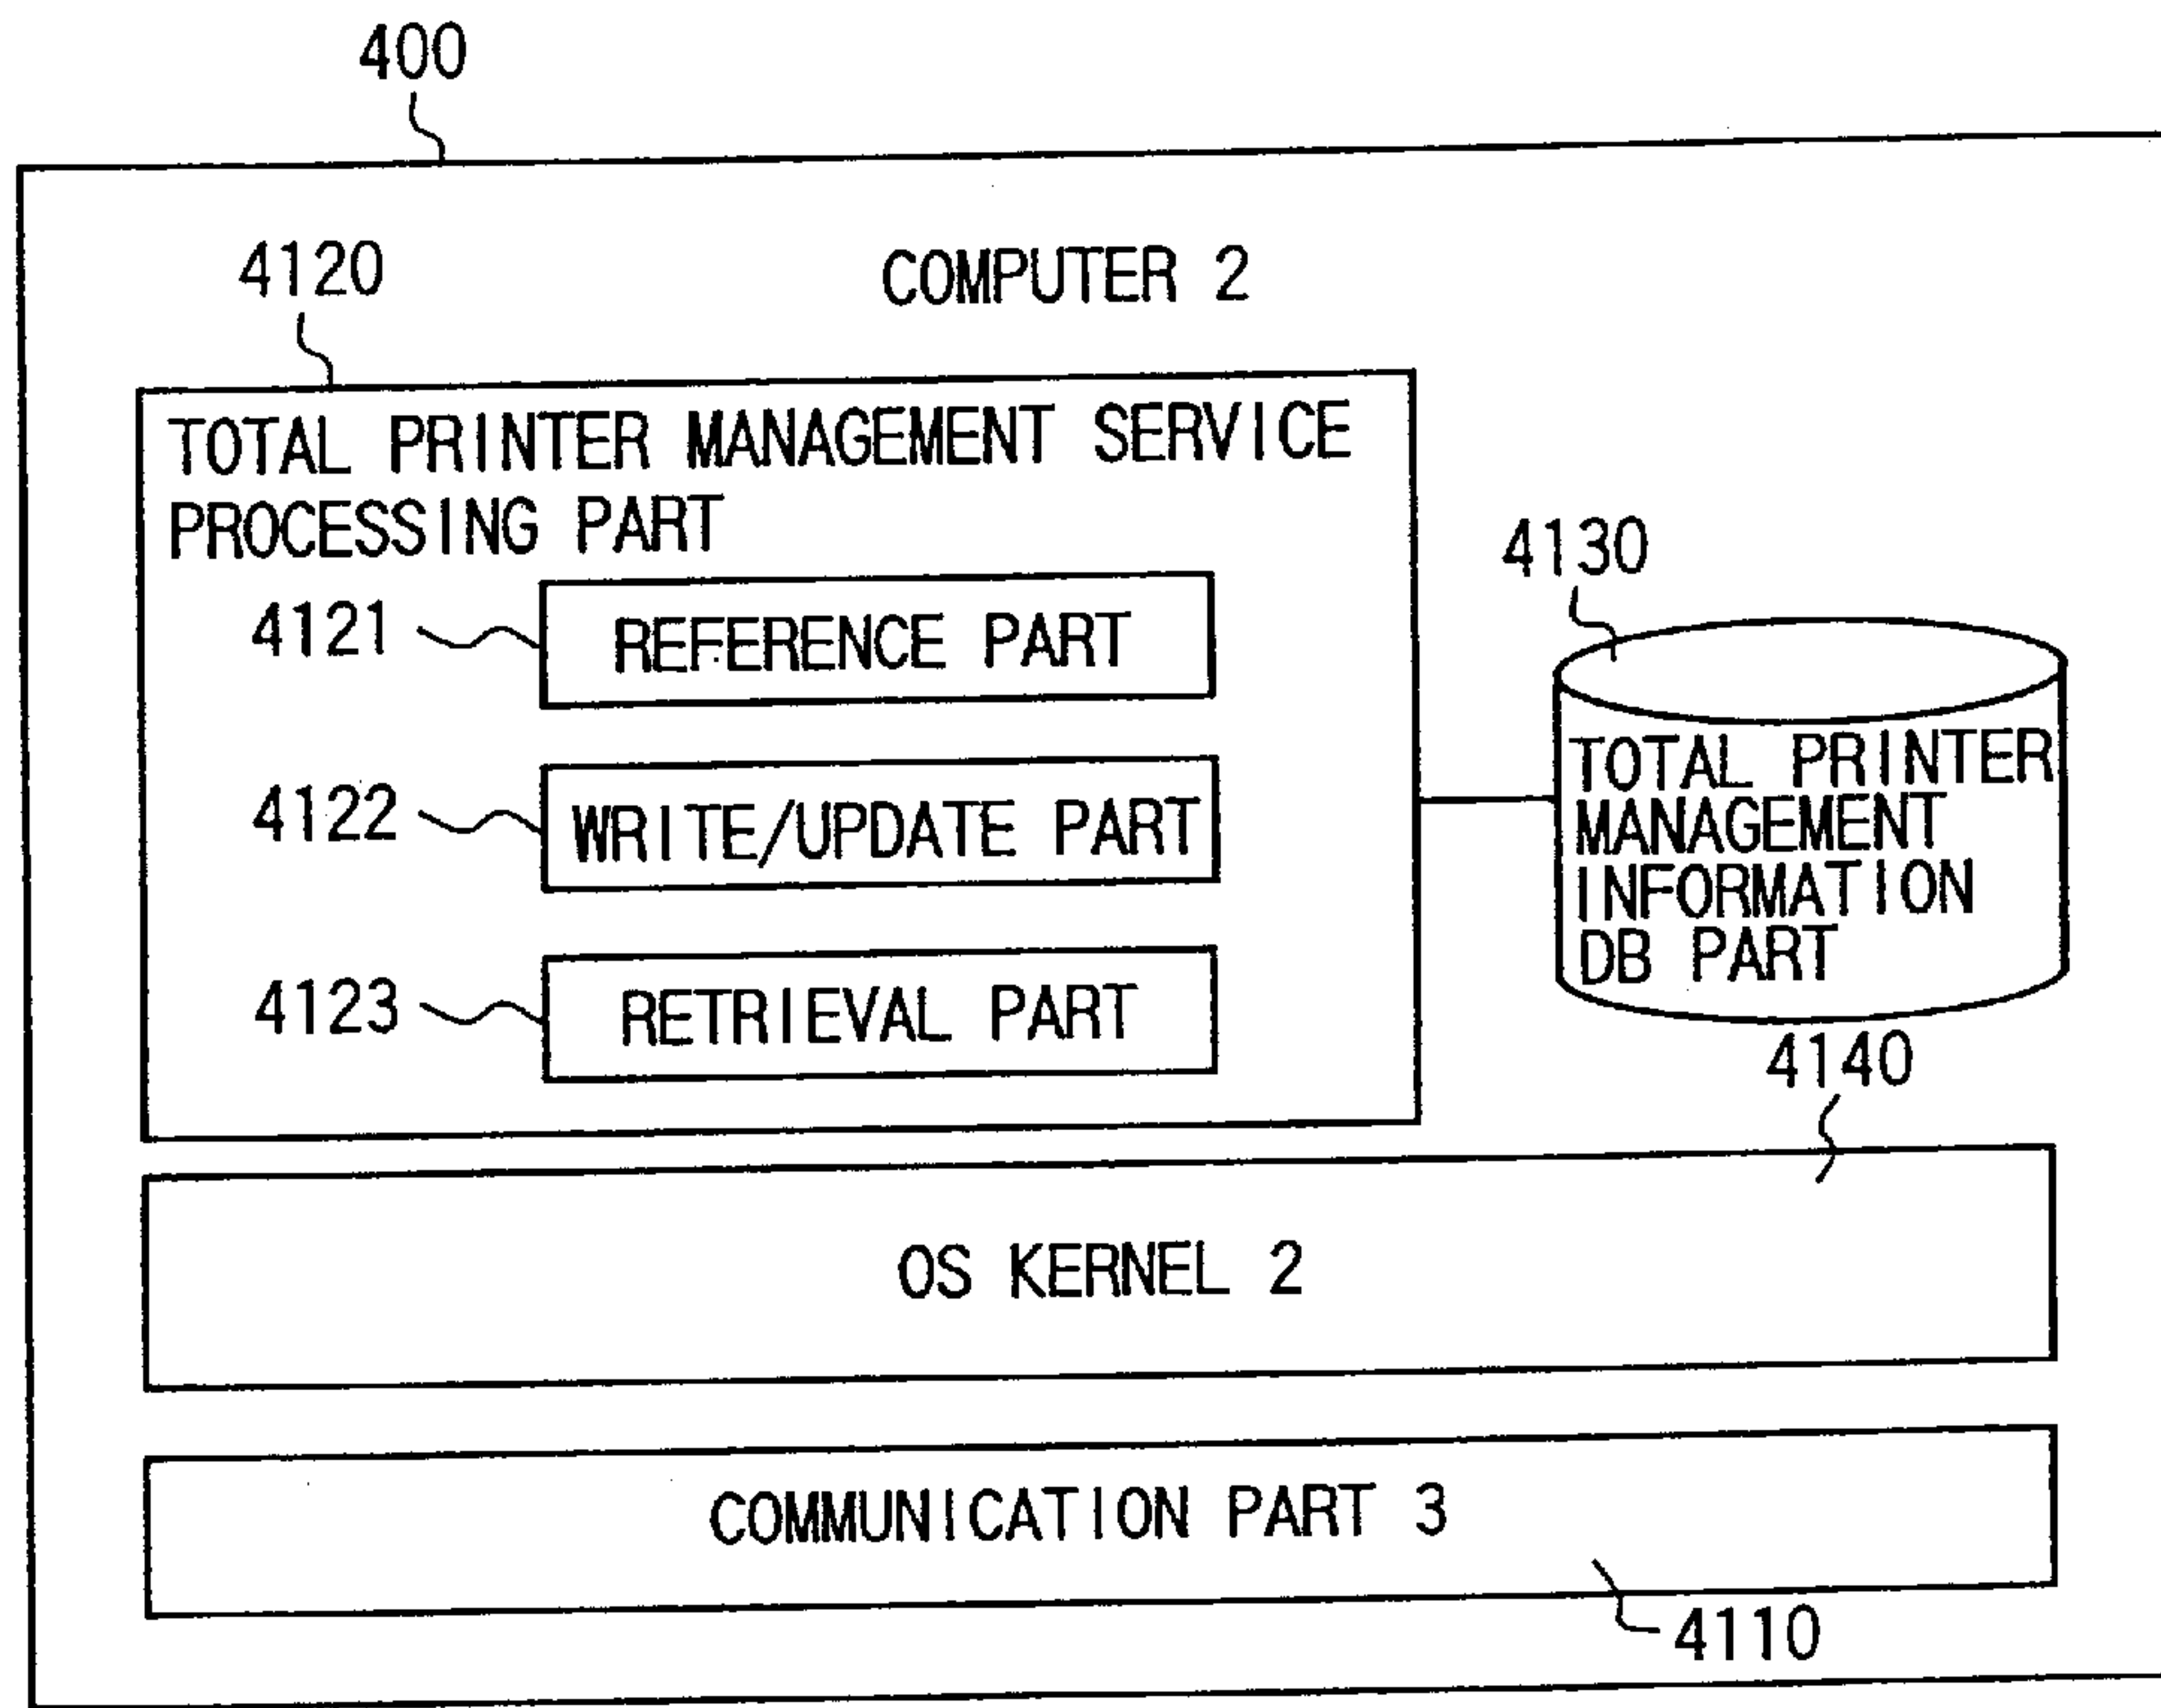 400
COMPUTER 2
4120
TOTAL PRINTER MANAGEMENT SERVICE
PROCESSING PART
4121
REFERENCE PART
4122
WRITE/UPDATE PART
4123
RETRIEVAL PART
4130
TOTAL PRINTER
MANAGEMENT
INFORMATION
DB PART
4140
OS KERNEL 2
COMMUNICATION PART 3
4110